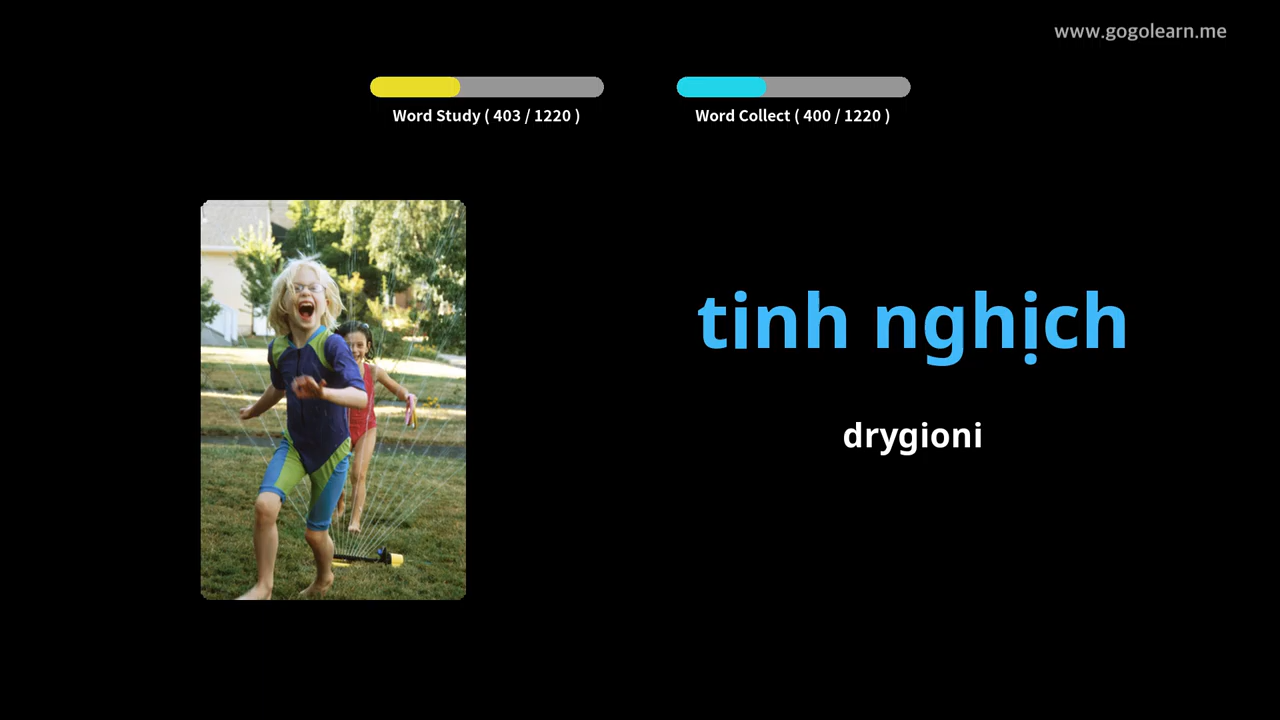 www.gogolearn.me
Word Study ( 403 / 1220 )
Word Collect ( 400 / 1220 )
tinh nghịch
drygioni